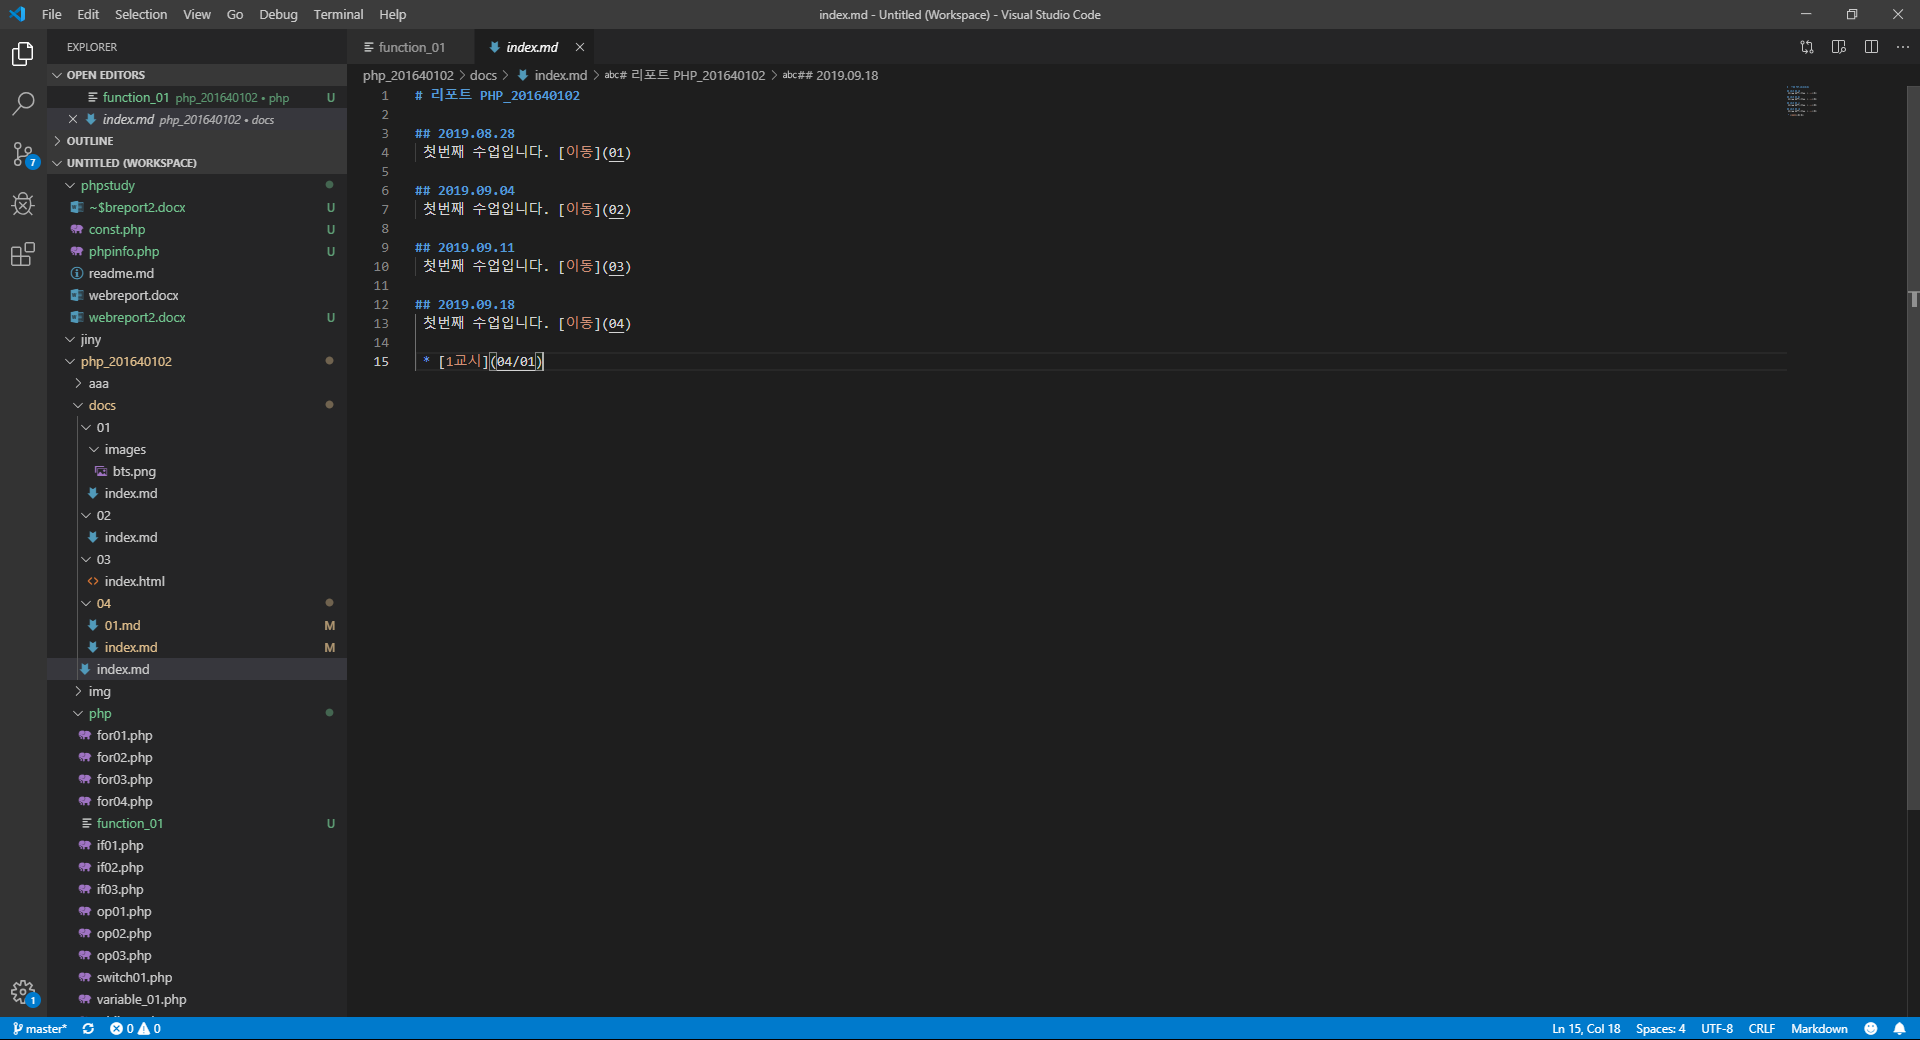 File Edit Selection View Go Debug Terminal Help
index.md - Untitled (Workspace) - Visual Studio Code
EXPLORER
OPEN EDITORS
function_01 php_201640102 • php U
index.md php_201640102 • docs
OUTLINE
UNTITLED (WORKSPACE)
phpstudy
~$breport2.docx U
const.php U
phpinfo.php U
readme.md
webreport.docx
webreport2.docx U
jiny
php_201640102
aaa
docs
01
images
bts.png
index.md
02
index.md
03
index.html
04
01.md M
index.md M
index.md
img
php
for01.php
for02.php
for03.php
for04.php
function_01 U
if01.php
if02.php
if03.php
op01.php
op02.php
op03.php
switch01.php
variable_01.php
7
1
function_01
index.md
php_201640102 > docs > index.md > abc# 리포트 PHP_201640102 > abc## 2019.09.18
1 # 리포트 PHP_201640102
2
3 ## 2019.08.28
4 첫번째 수업입니다. [이동](01)
5
6 ## 2019.09.04
7 첫번째 수업입니다. [이동](02)
8
9 ## 2019.09.11
10 첫번째 수업입니다. [이동](03)
11
12 ## 2019.09.18
13 첫번째 수업입니다. [이동](04)
14
15 * [1교시](04/01)
master* 0 0
Ln 15, Col 18 Spaces: 4 UTF-8 CRLF Markdown